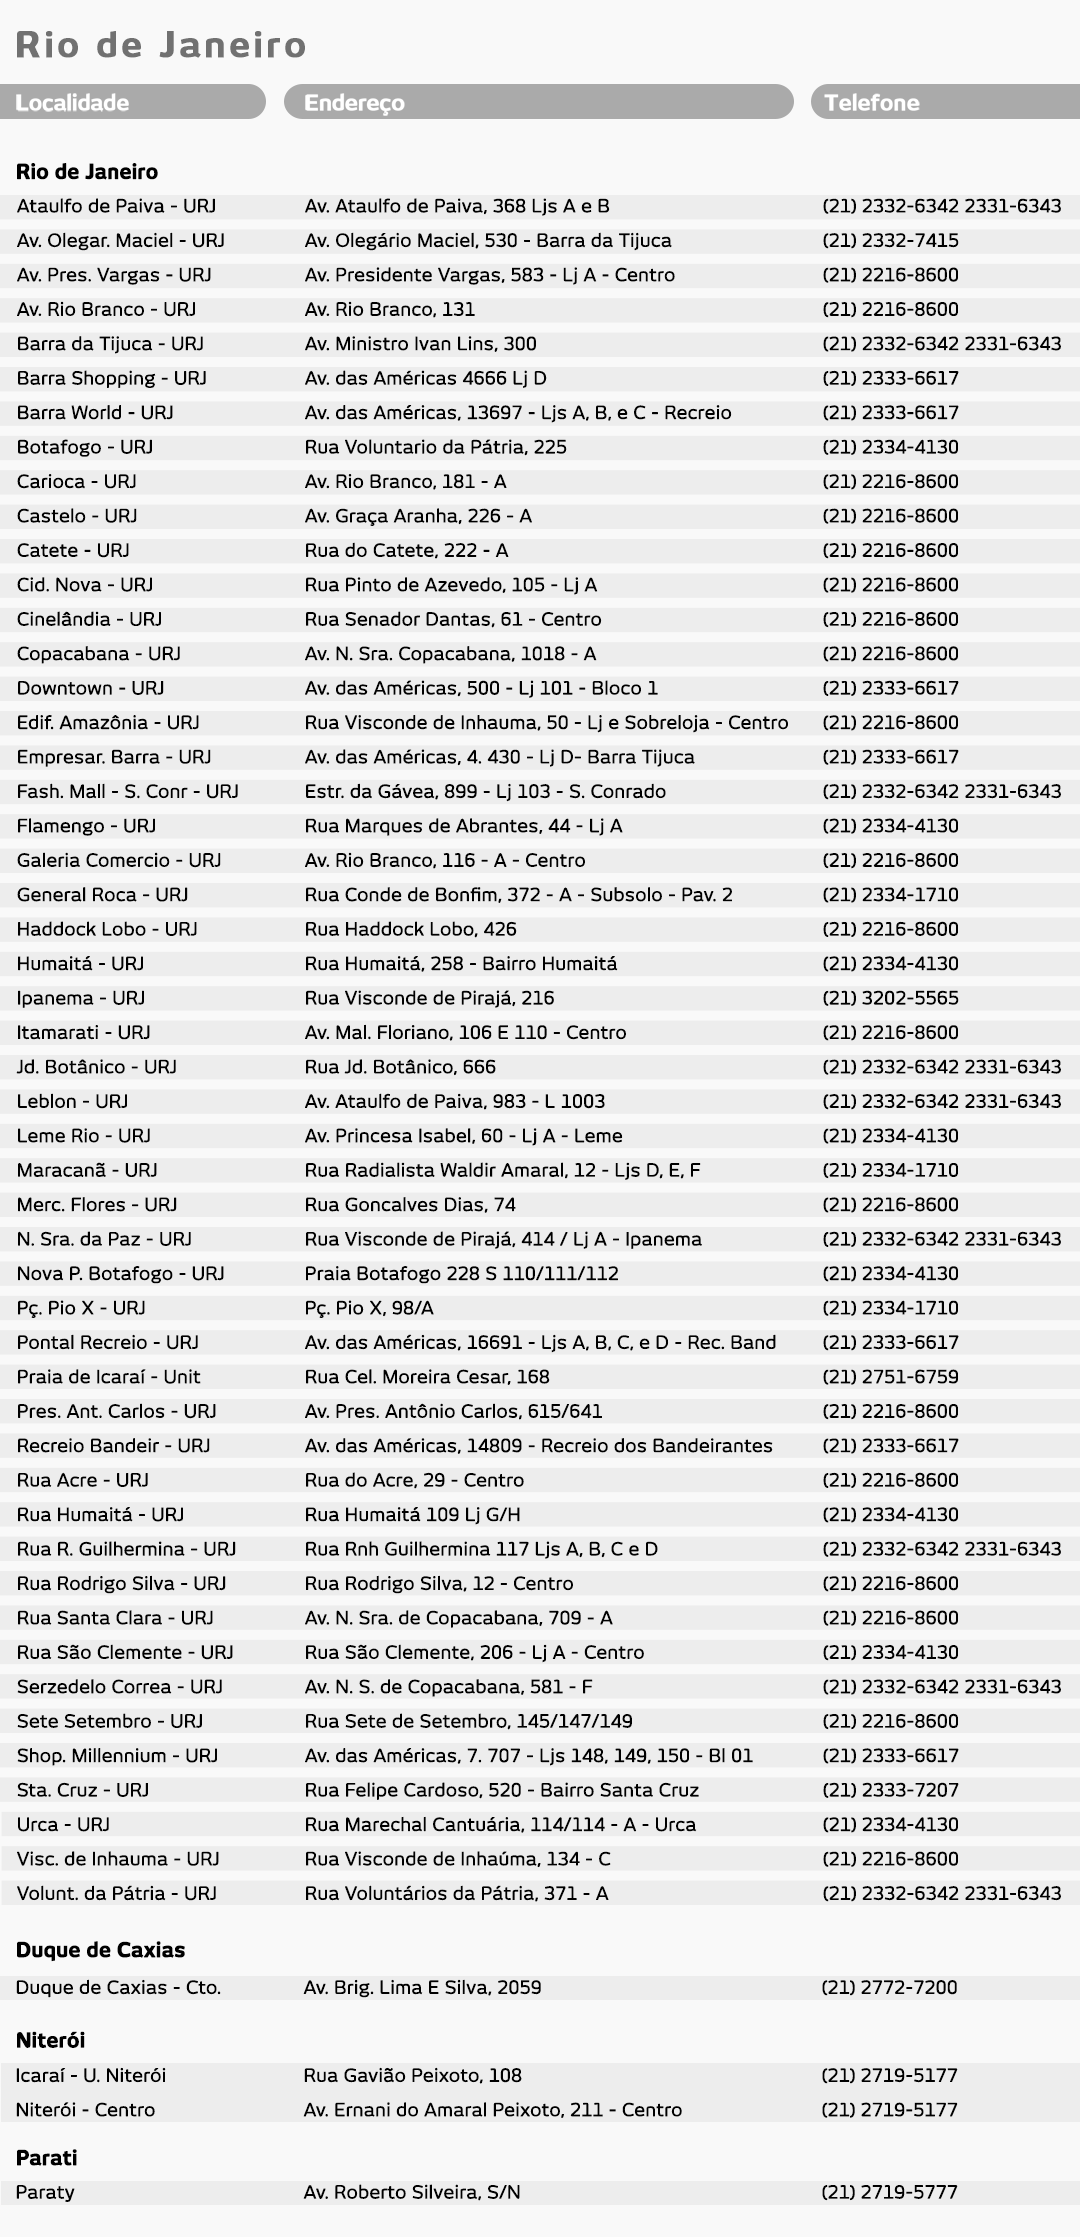 Rio de Janeiro
Localidade Endereço Telefone
Rio de Janeiro
Ataulfo de Paiva - URJ Av. Ataulfo de Paiva, 368 Ljs A e B (21) 2332-6342 2331-6343
Av. Olegar. Maciel - URJ Av. Olegário Maciel, 530 - Barra da Tijuca (21) 2332-7415
Av. Pres. Vargas - URJ Av. Presidente Vargas, 583 - Lj A - Centro (21) 2216-8600
Av. Rio Branco - URJ Av. Rio Branco, 131 (21) 2216-8600
Barra da Tijuca - URJ Av. Ministro Ivan Lins, 300 (21) 2332-6342 2331-6343
Barra Shopping - URJ Av. das Américas 4666 Lj D (21) 2333-6617
Barra World - URJ Av. das Américas, 13697 - Ljs A, B, e C - Recreio (21) 2333-6617
Botafogo - URJ Rua Voluntario da Pátria, 225 (21) 2334-4130
Carioca - URJ Av. Rio Branco, 181 - A (21) 2216-8600
Castelo - URJ Av. Graça Aranha, 226 - A (21) 2216-8600
Catete - URJ Rua do Catete, 222 - A (21) 2216-8600
Cid. Nova - URJ Rua Pinto de Azevedo, 105 - Lj A (21) 2216-8600
Cinelândia - URJ Rua Senador Dantas, 61 - Centro (21) 2216-8600
Copacabana - URJ Av. N. Sra. Copacabana, 1018 - A (21) 2216-8600
Downtown - URJ Av. das Américas, 500 - Lj 101 - Bloco 1 (21) 2333-6617
Edif. Amazônia - URJ Rua Visconde de Inhauma, 50 - Lj e Sobreloja - Centro (21) 2216-8600
Empresar. Barra - URJ Av. das Américas, 4. 430 - Lj D- Barra Tijuca (21) 2333-6617
Fash. Mall - S. Conr - URJ Estr. da Gávea, 899 - Lj 103 - S. Conrado (21) 2332-6342 2331-6343
Flamengo - URJ Rua Marques de Abrantes, 44 - Lj A (21) 2334-4130
Galeria Comercio - URJ Av. Rio Branco, 116 - A - Centro (21) 2216-8600
General Roca - URJ Rua Conde de Bonfim, 372 - A - Subsolo - Pav. 2 (21) 2334-1710
Haddock Lobo - URJ Rua Haddock Lobo, 426 (21) 2216-8600
Humaitá - URJ Rua Humaitá, 258 - Bairro Humaitá (21) 2334-4130
Ipanema - URJ Rua Visconde de Pirajá, 216 (21) 3202-5565
Itamarati - URJ Av. Mal. Floriano, 106 E 110 - Centro (21) 2216-8600
Jd. Botânico - URJ Rua Jd. Botânico, 666 (21) 2332-6342 2331-6343
Leblon - URJ Av. Ataulfo de Paiva, 983 - L 1003 (21) 2332-6342 2331-6343
Leme Rio - URJ Av. Princesa Isabel, 60 - Lj A - Leme (21) 2334-4130
Maracanã - URJ Rua Radialista Waldir Amaral, 12 - Ljs D, E, F (21) 2334-1710
Merc. Flores - URJ Rua Goncalves Dias, 74 (21) 2216-8600
N. Sra. da Paz - URJ Rua Visconde de Pirajá, 414 / Lj A - Ipanema (21) 2332-6342 2331-6343
Nova P. Botafogo - URJ Praia Botafogo 228 S 110/111/112 (21) 2334-4130
Pç. Pio X - URJ Pç. Pio X, 98/A (21) 2334-1710
Pontal Recreio - URJ Av. das Américas, 16691 - Ljs A, B, C, e D - Rec. Band (21) 2333-6617
Praia de Icaraí - Unit Rua Cel. Moreira Cesar, 168 (21) 2751-6759
Pres. Ant. Carlos - URJ Av. Pres. Antônio Carlos, 615/641 (21) 2216-8600
Recreio Bandeir - URJ Av. das Américas, 14809 - Recreio dos Bandeirantes (21) 2333-6617
Rua Acre - URJ Rua do Acre, 29 - Centro (21) 2216-8600
Rua Humaitá - URJ Rua Humaitá 109 Lj G/H (21) 2334-4130
Rua R. Guilhermina - URJ Rua Rnh Guilhermina 117 Ljs A, B, C e D (21) 2332-6342 2331-6343
Rua Rodrigo Silva - URJ Rua Rodrigo Silva, 12 - Centro (21) 2216-8600
Rua Santa Clara - URJ Av. N. Sra. de Copacabana, 709 - A (21) 2216-8600
Rua São Clemente - URJ Rua São Clemente, 206 - Lj A - Centro (21) 2334-4130
Serzedelo Correa - URJ Av. N. S. de Copacabana, 581 - F (21) 2332-6342 2331-6343
Sete Setembro - URJ Rua Sete de Setembro, 145/147/149 (21) 2216-8600
Shop. Millennium - URJ Av. das Américas, 7. 707 - Ljs 148, 149, 150 - Bl 01 (21) 2333-6617
Sta. Cruz - URJ Rua Felipe Cardoso, 520 - Bairro Santa Cruz (21) 2333-7207
Urca - URJ Rua Marechal Cantuária, 114/114 - A - Urca (21) 2334-4130
Visc. de Inhauma - URJ Rua Visconde de Inhaúma, 134 - C (21) 2216-8600
Volunt. da Pátria - URJ Rua Voluntários da Pátria, 371 - A (21) 2332-6342 2331-6343
Duque de Caxias
Duque de Caxias - Cto. Av. Brig. Lima E Silva, 2059 (21) 2772-7200
Niterói
Icaraí - U. Niterói Rua Gavião Peixoto, 108 (21) 2719-5177
Niterói - Centro Av. Ernani do Amaral Peixoto, 211 - Centro (21) 2719-5177
Parati
Paraty Av. Roberto Silveira, S/N (21) 2719-5777